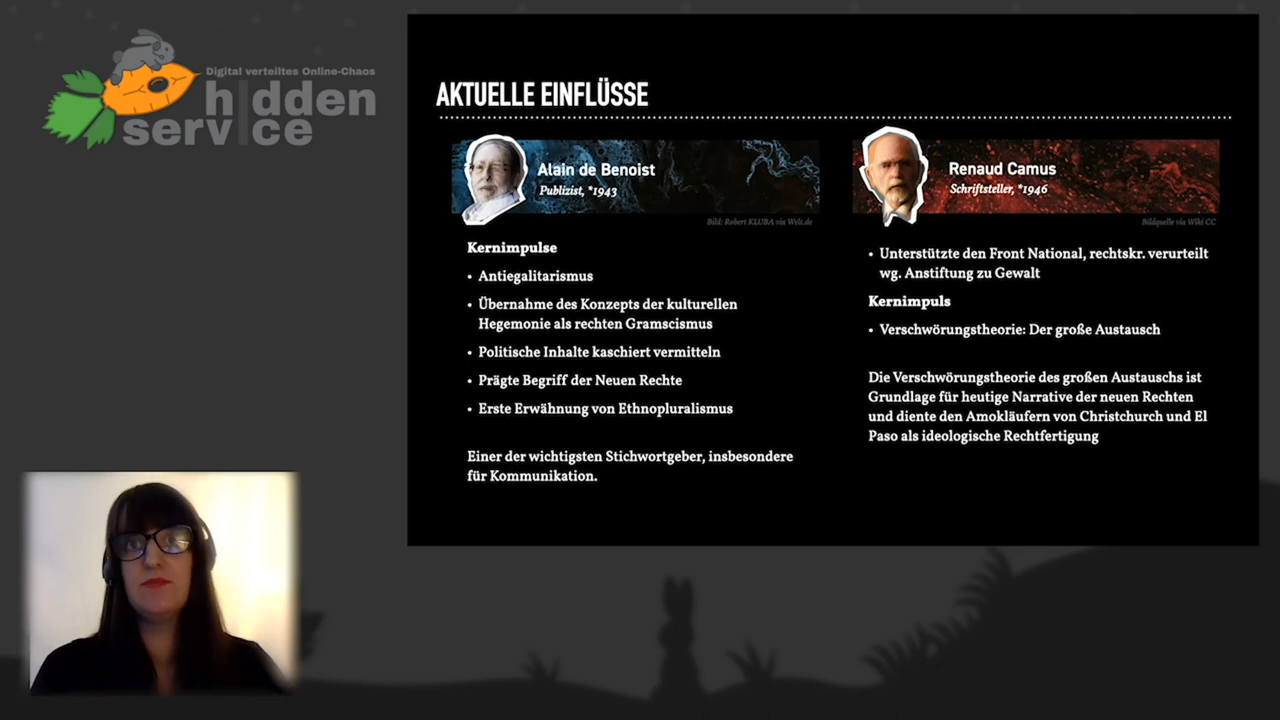 Digital verteiltes Online-Chaos
hidden
service
AKTUELLE EINFLÜSSE
Alain de Benoist
Publizist, *1943
Bild: Robert KLUBA via Welt.de
Kernimpulse
• Antiegalitarismus
• Übernahme des Konzepts der kulturellen
Hegemonie als rechten Gramscismus
• Politische Inhalte kaschiert vermitteln
• Prägte Begriff der Neuen Rechte
• Erste Erwähnung von Ethnopluralismus
Einer der wichtigsten Stichwortgeber, insbesondere
für Kommunikation.
Renaud Camus
Schriftsteller, *1946
Bildquelle via Wiki CC
• Unterstützte den Front National, rechtskr. verurteilt
wg. Anstiftung zu Gewalt
Kernimpuls
• Verschwörungstheorie: Der große Austausch
Die Verschwörungstheorie des großen Austauschs ist
Grundlage für heutige Narrative der neuen Rechten
und diente den Amokläufern von Christchurch und El
Paso als ideologische Rechtfertigung